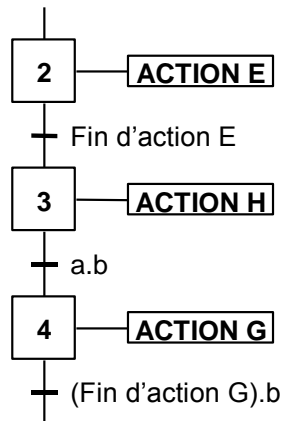 2 ACTION E
Fin d'action E
3 ACTION H
a.b
4 ACTION G
(Fin d'action G).b